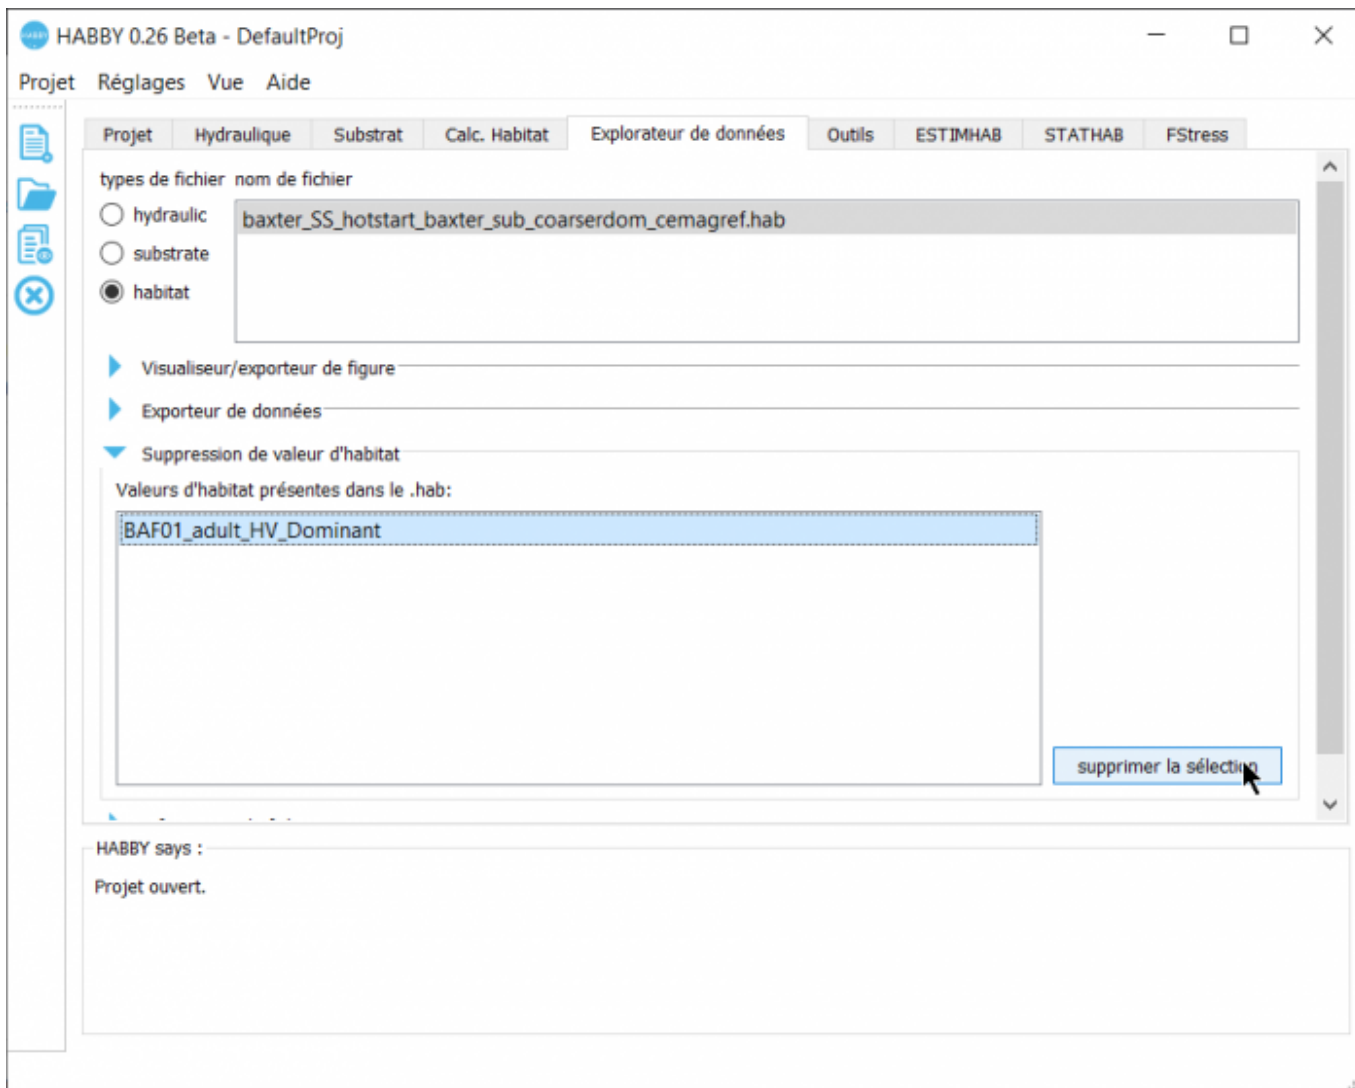 HABBY 0.26 Beta - DefaultProj
Projet Réglages Vue Aide
Projet Hydraulique Substrat Calc. Habitat Explorateur de données Outils ESTIMHAB STATHAB FStress
types de fichier nom de fichier
hydraulic
baxter_SS_hotstart_baxter_sub_coarserdom_cemagref.hab
substrate
habitat
Visualiseur/exporteur de figure
Exporteur de données
Suppression de valeur d'habitat
Valeurs d'habitat présentes dans le .hab:
BAF01_adult_HV_Dominant
supprimer la sélection
HABBY says :
Projet ouvert.